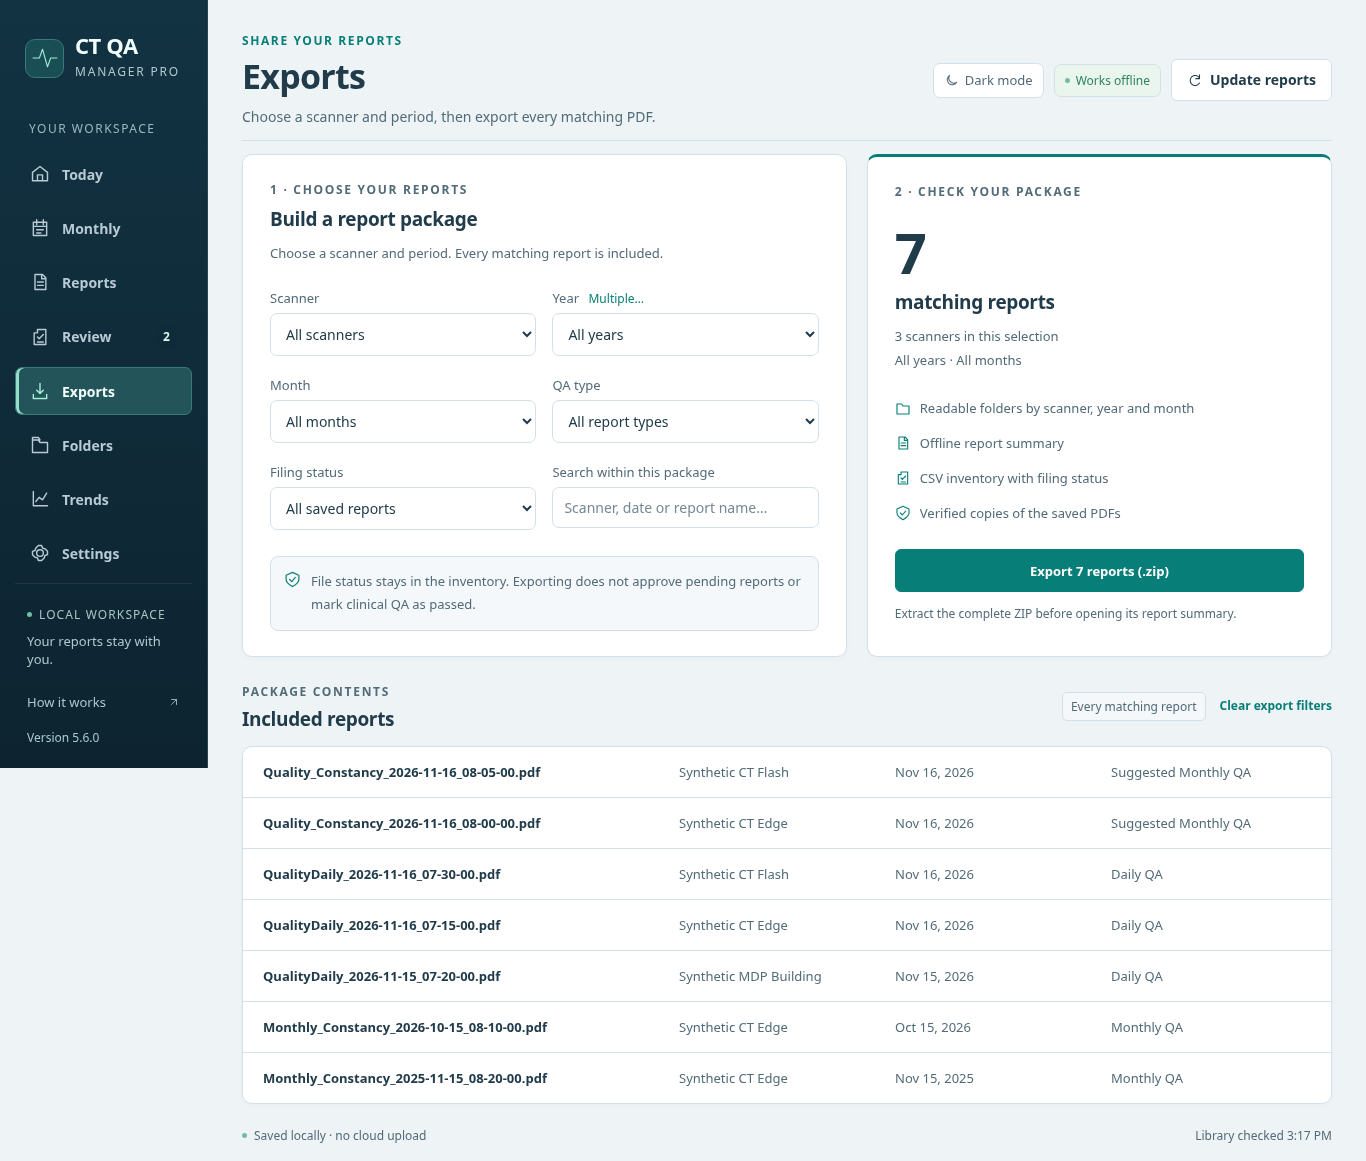 CT QA
MANAGER PRO
YOUR WORKSPACE
Today
Monthly
Reports
Review 2
Exports
Folders
Trends
Settings
LOCAL WORKSPACE
Your reports stay with
you.
How it works
Version 5.6.0
SHARE YOUR REPORTS
Exports
Choose a scanner and period, then export every matching PDF.
Dark mode
Works offline
Update reports
1 · CHOOSE YOUR REPORTS
Build a report package
Choose a scanner and period. Every matching report is included.
Scanner
All scanners
Year Multiple...
All years
Month
All months
QA type
All report types
Filing status
All saved reports
Search within this package
Scanner, date or report name...
File status stays in the inventory. Exporting does not approve pending reports or
mark clinical QA as passed.
2 · CHECK YOUR PACKAGE
7
matching reports
3 scanners in this selection
All years · All months
Readable folders by scanner, year and month
Offline report summary
CSV inventory with filing status
Verified copies of the saved PDFs
Export 7 reports (.zip)
Extract the complete ZIP before opening its report summary.
PACKAGE CONTENTS
Included reports
Every matching report
Clear export filters
Quality_Constancy_2026-11-16_08-05-00.pdf Synthetic CT Flash Nov 16, 2026 Suggested Monthly QA
Quality_Constancy_2026-11-16_08-00-00.pdf Synthetic CT Edge Nov 16, 2026 Suggested Monthly QA
QualityDaily_2026-11-16_07-30-00.pdf Synthetic CT Flash Nov 16, 2026 Daily QA
QualityDaily_2026-11-16_07-15-00.pdf Synthetic CT Edge Nov 16, 2026 Daily QA
QualityDaily_2026-11-15_07-20-00.pdf Synthetic MDP Building Nov 15, 2026 Daily QA
Monthly_Constancy_2026-10-15_08-10-00.pdf Synthetic CT Edge Oct 15, 2026 Monthly QA
Monthly_Constancy_2025-11-15_08-20-00.pdf Synthetic CT Edge Nov 15, 2025 Monthly QA
Saved locally · no cloud upload
Library checked 3:17 PM